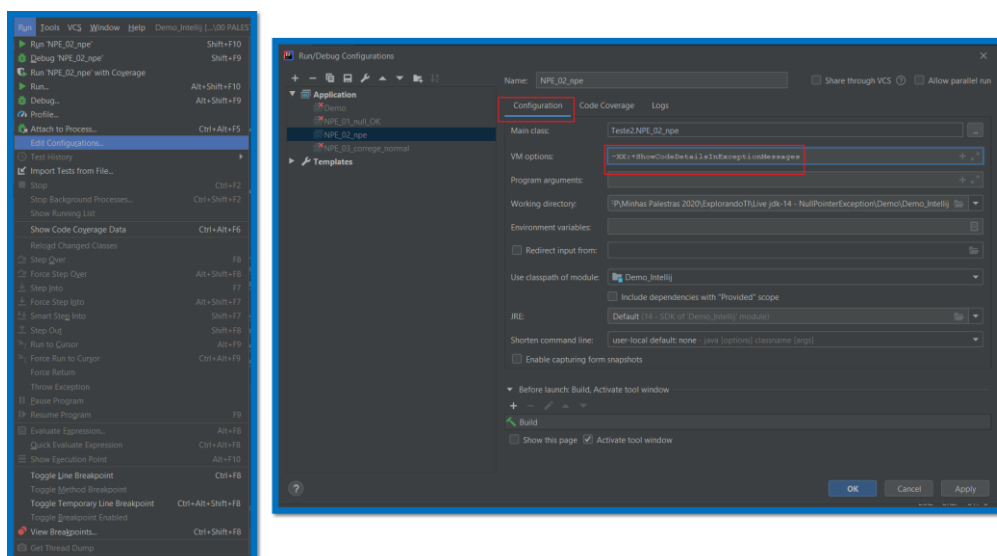 Run Tools VCS Window Help Demo_Intellij [...\00 PALES
Run 'NPE_02_npe' Shift+F10
Debug 'NPE_02_npe' Shift+F9
Run 'NPE_02_npe' with Coverage
Run... Alt+Shift+F10
Debug... Alt+Shift+F9
Profile...
Attach to Process... Ctrl+Alt+F5
Edit Configurations...
Test History
Import Tests from File...
Stop Ctrl+F2
Stop Background Processes... Ctrl+Shift+F2
Show Running List
Show Code Coverage Data Ctrl+Alt+F6
Reload Changed Classes
Step Over F8
Force Step Over Alt+Shift+F8
Step Into F7
Force Step Into Alt+Shift+F7
Smart Step Into Shift+F7
Step Out Shift+F8
Run to Cursor Alt+F9
Force Run to Cursor Ctrl+Alt+F9
Force Return
Throw Exception
Pause Program
Resume Program F9
Evaluate Expression... Alt+F8
Quick Evaluate Expression Ctrl+Alt+F8
Show Execution Point Alt+F10
Toggle Line Breakpoint Ctrl+F8
Toggle Method Breakpoint
Toggle Temporary Line Breakpoint Ctrl+Alt+Shift+F8
Toggle Breakpoint Enabled
View Breakpoints... Ctrl+Shift+F8
Get Thread Dump
Run/Debug Configurations
Application
Demo
NPE_01_null_OK
NPE_02_npe
NPE_03_correge_normal
Templates
Name: NPE_02_npe Share through VCS Allow parallel run
Configuration Code Coverage Logs
Main class: Teste2.NPE_02_npe
VM options: -XX:+ShowCodeDetailsInExceptionMessages
Program arguments:
Working directory: :P\Minhas Palestras 2020\ExplorandoTI\Live jdk-14 - NullPointerException\Demo\Demo_Intellij
Environment variables:
Redirect input from:
Use classpath of module: Demo_Intellij
Include dependencies with "Provided" scope
JRE: Default (14 - SDK of 'Demo_Intellij' module)
Shorten command line: user-local default: none - java [options] classname [args]
Enable capturing form snapshots
Before launch: Build, Activate tool window
Build
Show this page Activate tool window
OK Cancel Apply